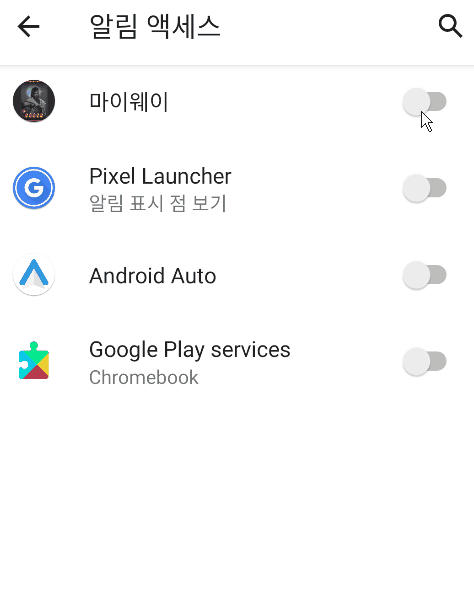 알림 액세스
마이웨이
Pixel Launcher
알림 표시 점 보기
Android Auto
Google Play services
Chromebook